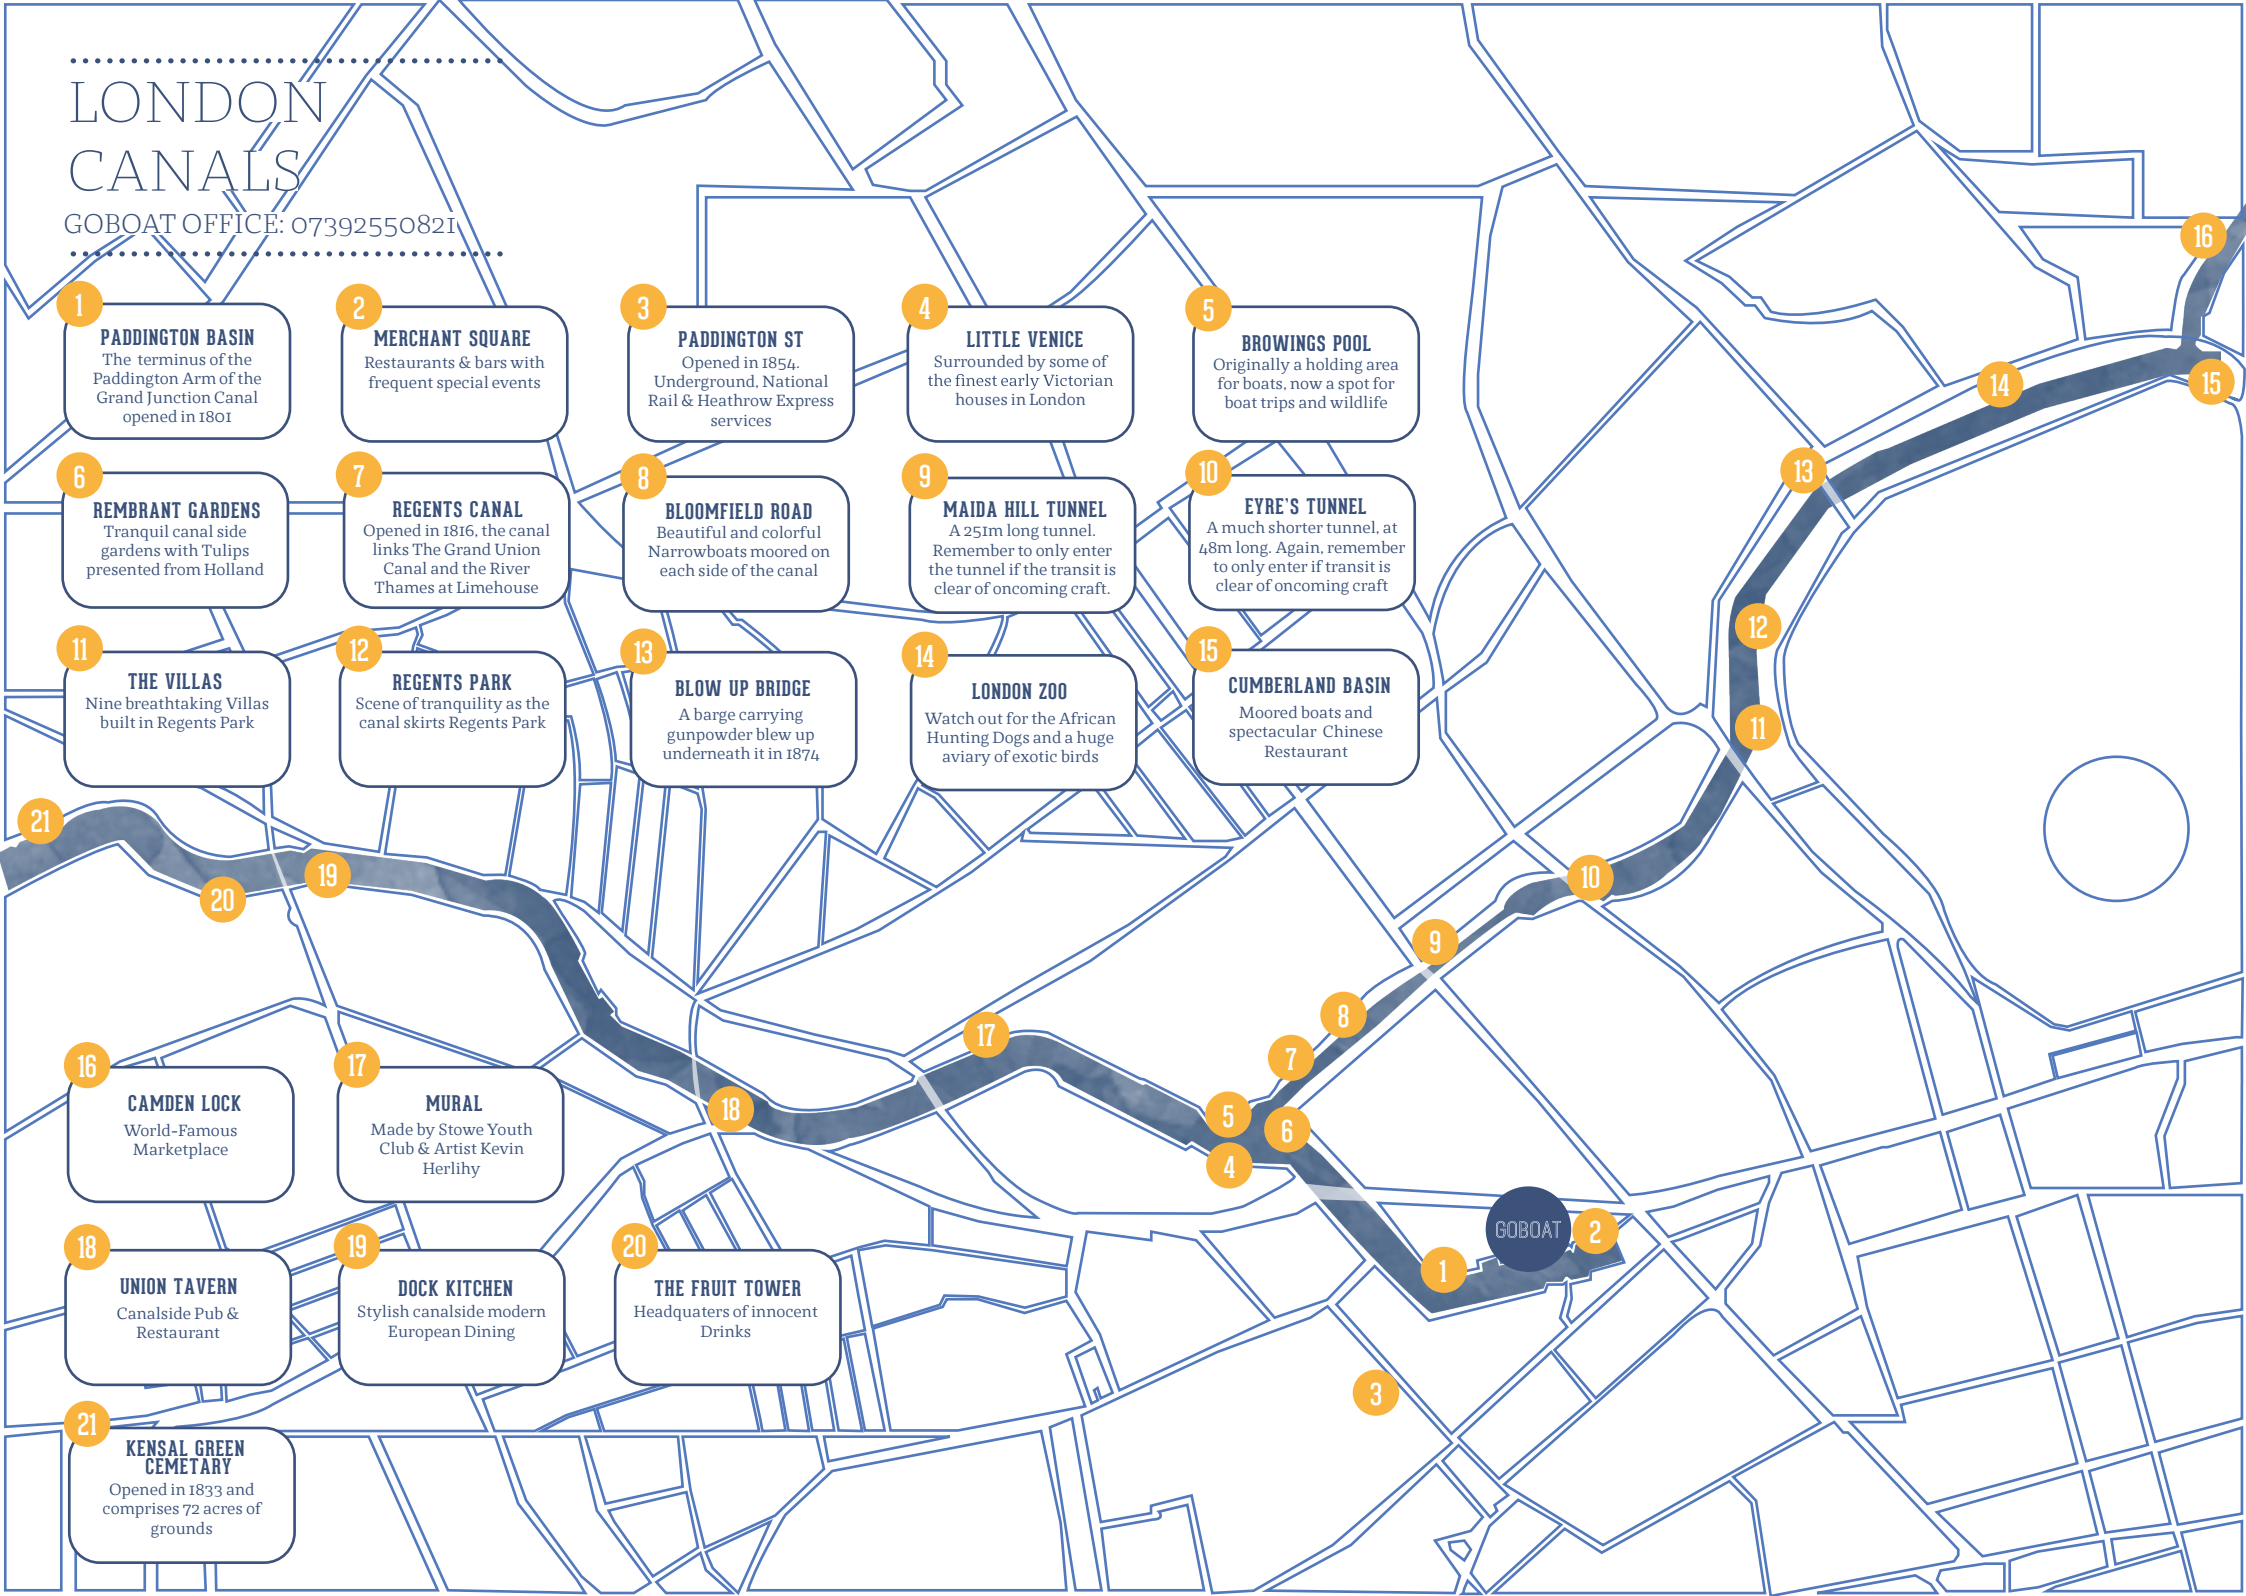 LONDON
CANALS
GOBOAT OFFICE: 07392550821
1
PADDINGTON BASIN
The terminus of the
Paddington Arm of the
Grand Junction Canal
opened in 1801
2
MERCHANT SQUARE
Restaurants & bars with
frequent special events
3
PADDINGTON ST
Opened in 1854.
Underground, National
Rail & Heathrow Express
services
4
LITTLE VENICE
Surrounded by some of
the finest early Victorian
houses in London
5
BROWINGS POOL
Originally a holding area
for boats, now a spot for
boat trips and wildlife
6
REMBRANT GARDENS
Tranquil canal side
gardens with Tulips
presented from Holland
7
REGENTS CANAL
Opened in 1816, the canal
links The Grand Union
Canal and the River
Thames at Limehouse
8
BLOOMFIELD ROAD
Beautiful and colorful
Narrowboats moored on
each side of the canal
9
MAIDA HILL TUNNEL
A 251m long tunnel.
Remember to only enter
the tunnel if the transit is
clear of oncoming craft.
10
EYRE'S TUNNEL
A much shorter tunnel, at
48m long. Again, remember
to only enter if transit is
clear of oncoming craft
11
THE VILLAS
Nine breathtaking Villas
built in Regents Park
12
REGENTS PARK
Scene of tranquility as the
canal skirts Regents Park
13
BLOW UP BRIDGE
A barge carrying
gunpowder blew up
underneath it in 1874
14
LONDON ZOO
Watch out for the African
Hunting Dogs and a huge
aviary of exotic birds
15
CUMBERLAND BASIN
Moored boats and
spectacular Chinese
Restaurant
16
CAMDEN LOCK
World-Famous
Marketplace
17
MURAL
Made by Stowe Youth
Club & Artist Kevin
Herlihy
18
UNION TAVERN
Canalside Pub &
Restaurant
19
DOCK KITCHEN
Stylish canalside modern
European Dining
20
THE FRUIT TOWER
Headquaters of innocent
Drinks
21
KENSAL GREEN
CEMETARY
Opened in 1833 and
comprises 72 acres of
grounds
16
15
14
13
12
11
10
9
8
7
5
6
4
17
18
19
20
21
GOBOAT
2
1
3